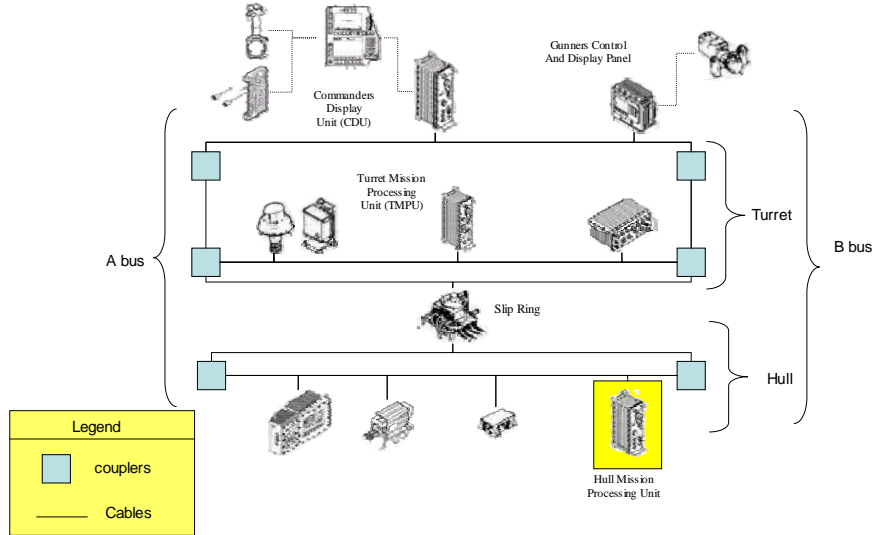 Gunners Control
And Display Panel
Commanders
Display
Unit (CDU)
Turret Mission
Processing
Unit (TMPU)
Turret
A bus
B bus
Slip Ring
Hull
Legend
couplers
Cables
Hull Mission
Processing Unit